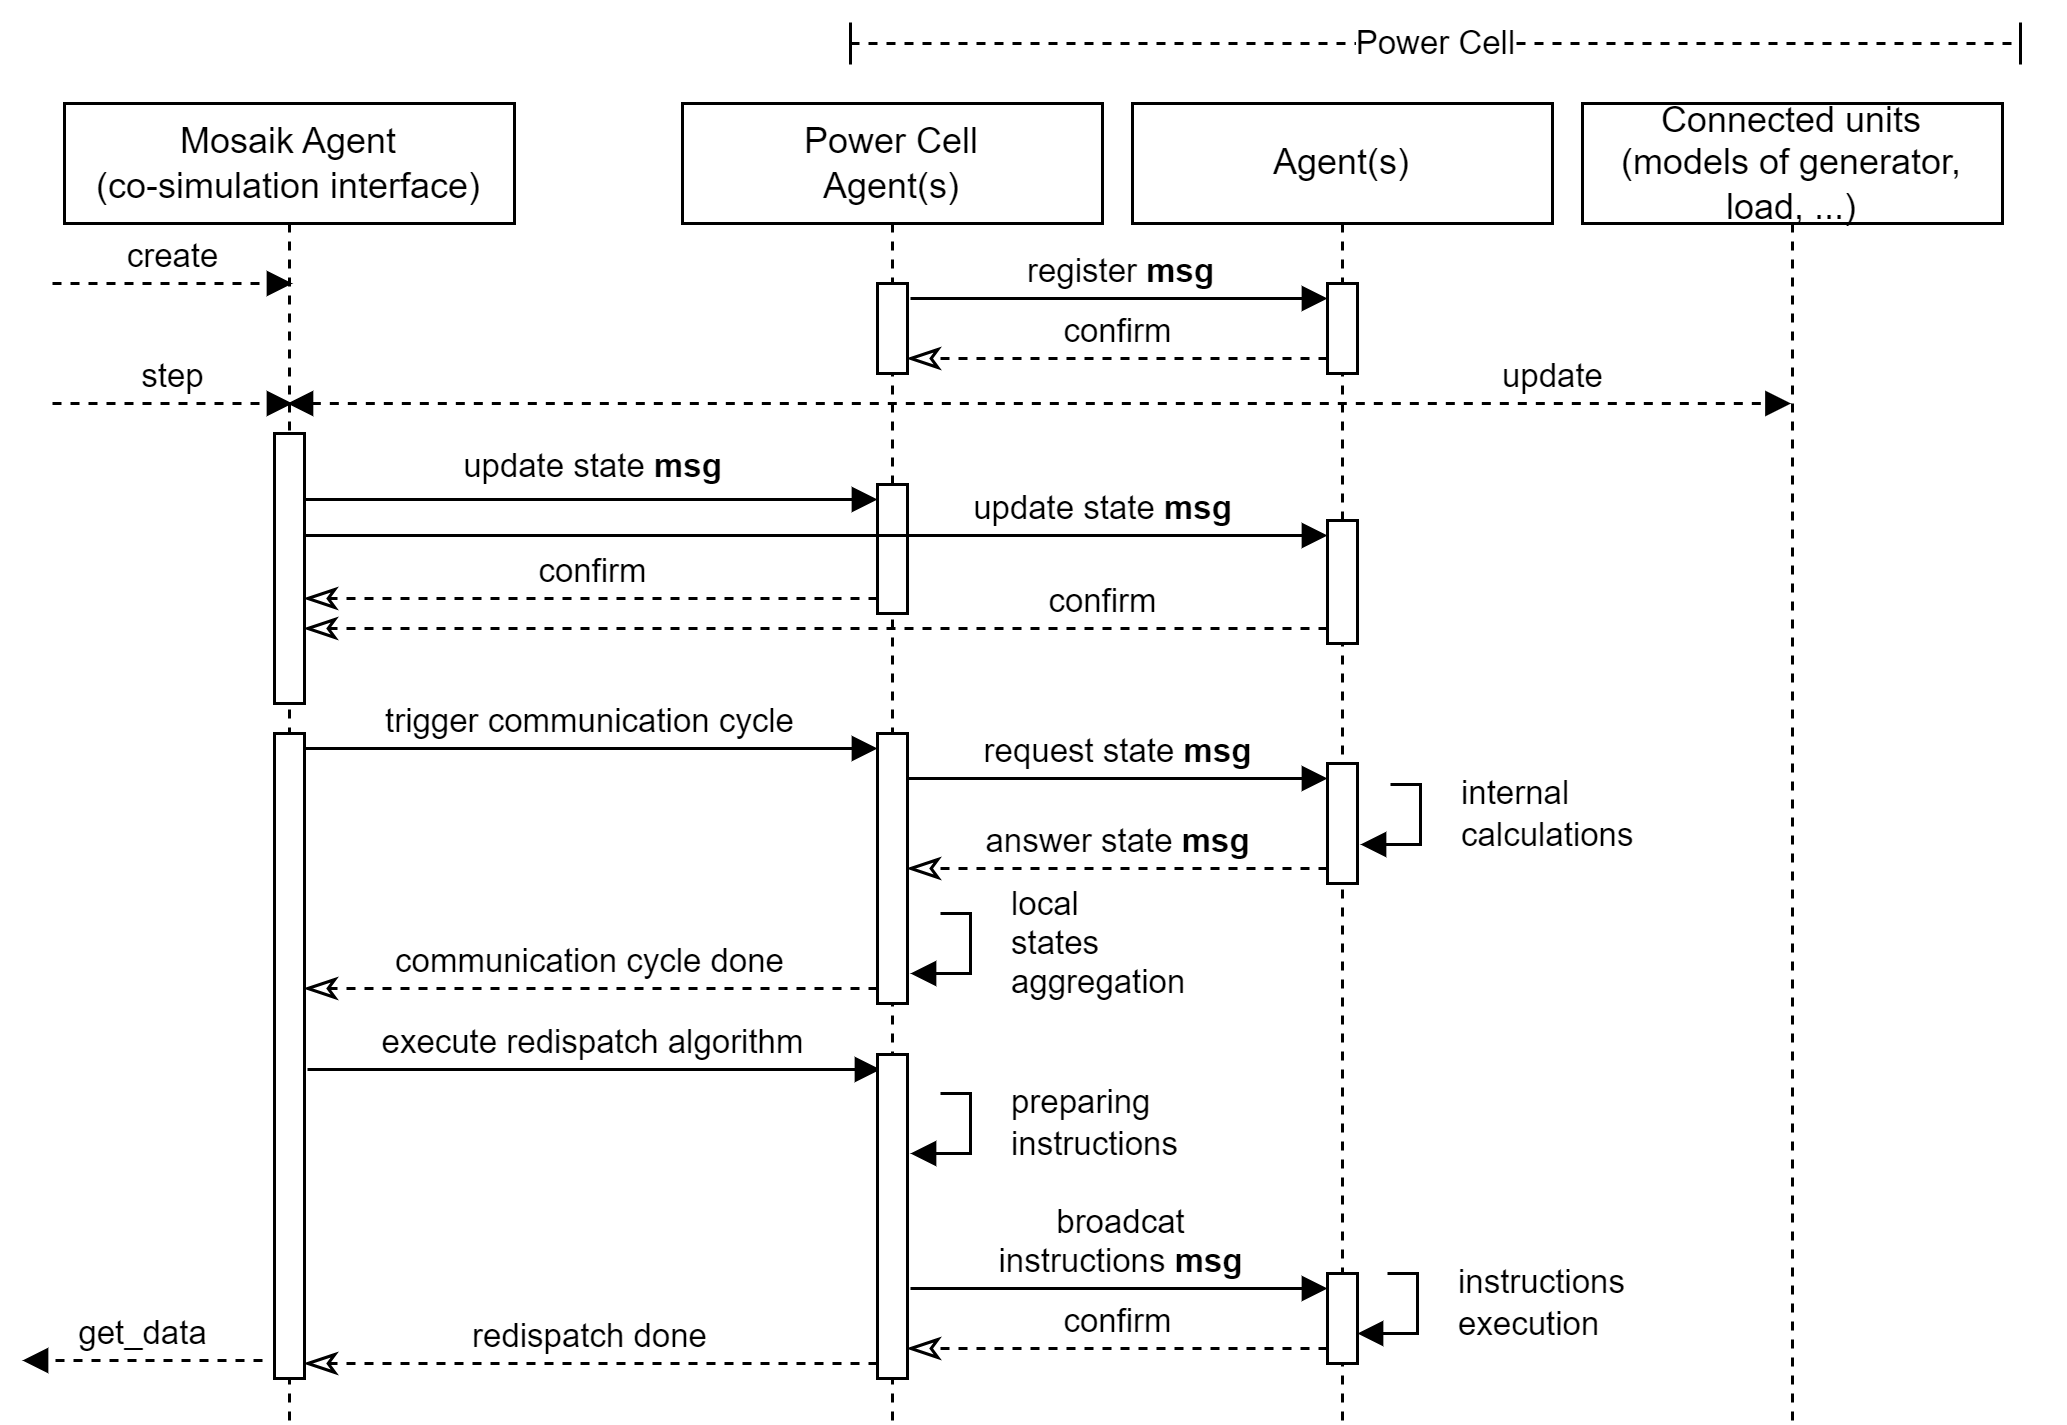 Power Cell
Mosaik Agent
(co-simulation interface)
Power Cell
Agent(s)
Agent(s)
Connected units
(models of generator,
load, ...)
create
register msg
confirm
step
update
update state msg
update state msg
confirm
confirm
trigger communication cycle
request state msg
internal
calculations
answer state msg
local
states
aggregation
communication cycle done
execute redispatch algorithm
preparing
instructions
broadcat
instructions msg
instructions
execution
confirm
redispatch done
get_data